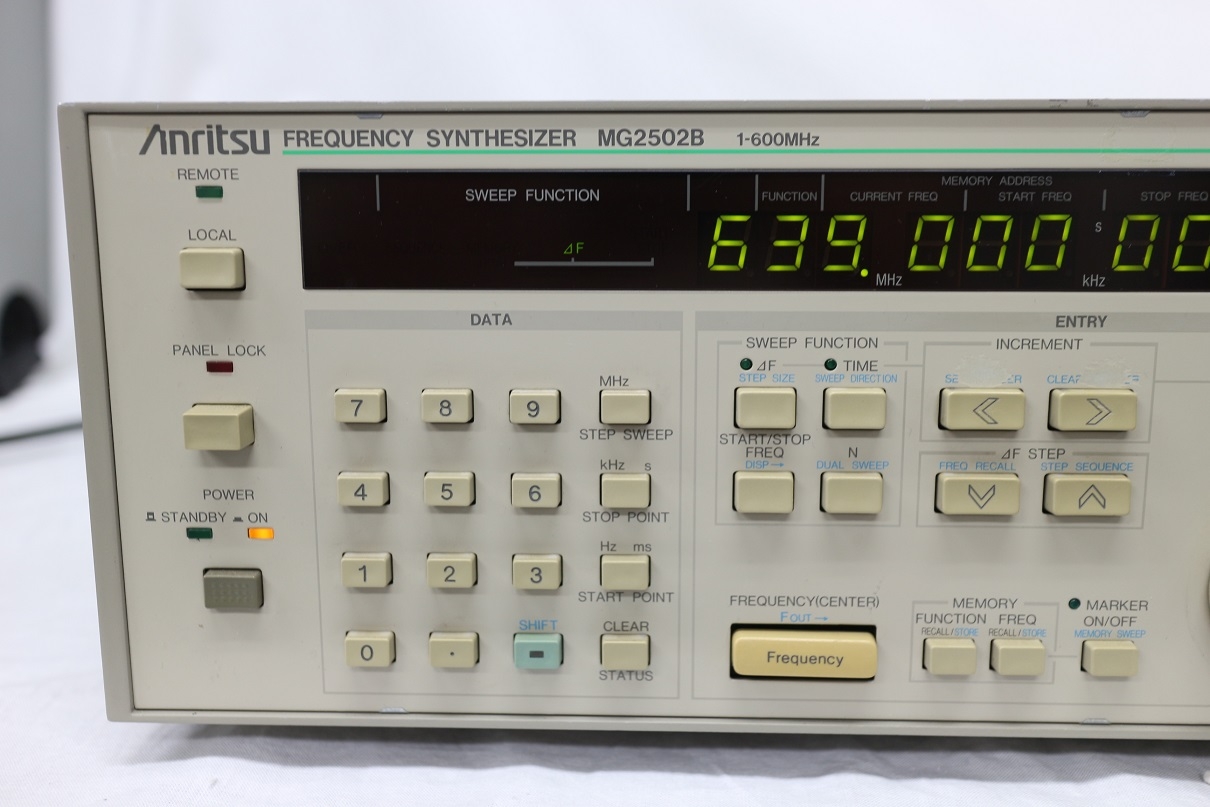 Anritsu FREQUENCY SYNTHESIZER MG2502B 1-600MHz
REMOTE
LOCAL
PANEL LOCK
POWER
STANDBY ON
SWEEP FUNCTION
ΔF
MEMORY ADDRESS
FUNCTION CURRENT FREQ START FREQ STOP FREQ
639. 000 00
MHz kHz s
DATA
7 8 9 MHz
STEP SWEEP
4 5 6 kHz s
STOP POINT
1 2 3 Hz ms
START POINT
SHIFT CLEAR
0 . -
STATUS
ENTRY
SWEEP FUNCTION
ΔF TIME
STEP SIZE SWEEP DIRECTION
START/STOP
FREQ N
DISP→ DUAL SWEEP
INCREMENT
< >
ΔF STEP
FREQ RECALL STEP SEQUENCE
FREQUENCY(CENTER)
FOUT→
Frequency
MEMORY
FUNCTION FREQ
RECALL/STORE RECALL/STORE
MARKER
ON/OFF
MEMORY SWEEP